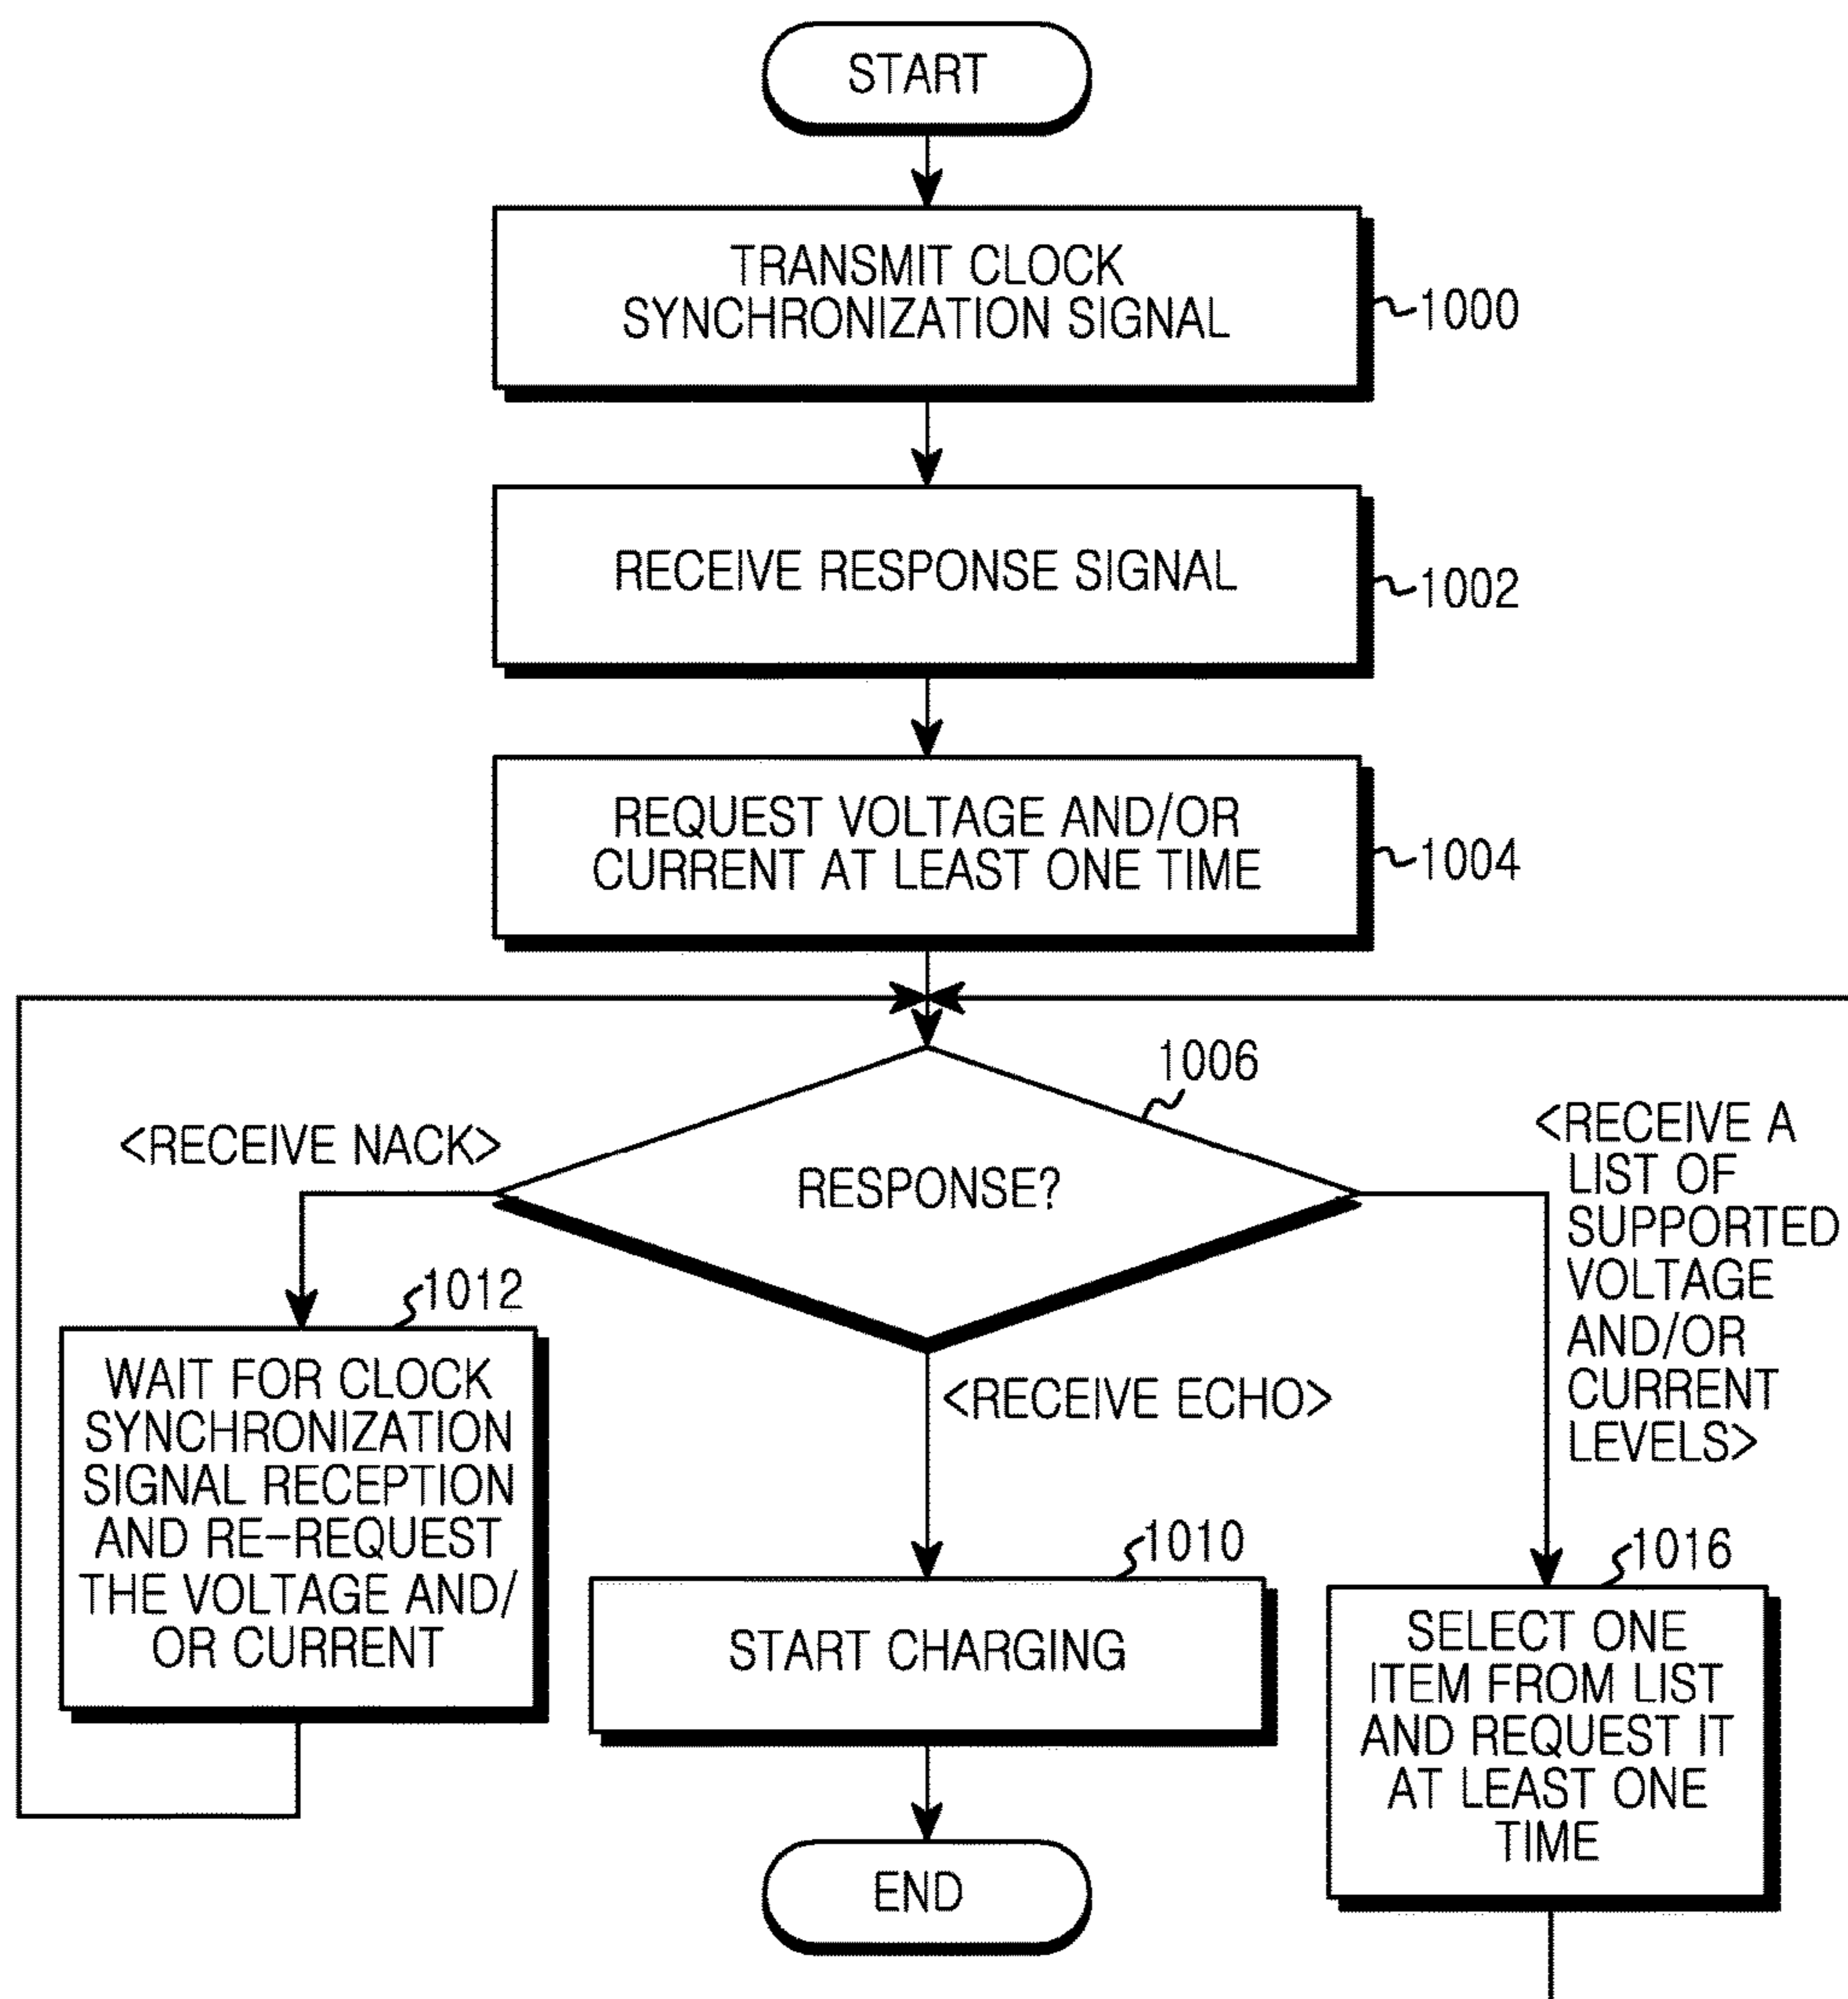 START
TRANSMIT CLOCK
SYNCHRONIZATION SIGNAL
1000
RECEIVE RESPONSE SIGNAL
1002
REQUEST VOLTAGE AND/OR
CURRENT AT LEAST ONE TIME
1004
1006
RESPONSE?
<RECEIVE NACK>
1012
WAIT FOR CLOCK
SYNCHRONIZATION
SIGNAL RECEPTION
AND RE-REQUEST
THE VOLTAGE AND/
OR CURRENT
<RECEIVE ECHO>
1010
START CHARGING
END
<RECEIVE A
LIST OF
SUPPORTED
VOLTAGE
AND/OR
CURRENT
LEVELS>
1016
SELECT ONE
ITEM FROM LIST
AND REQUEST IT
AT LEAST ONE
TIME